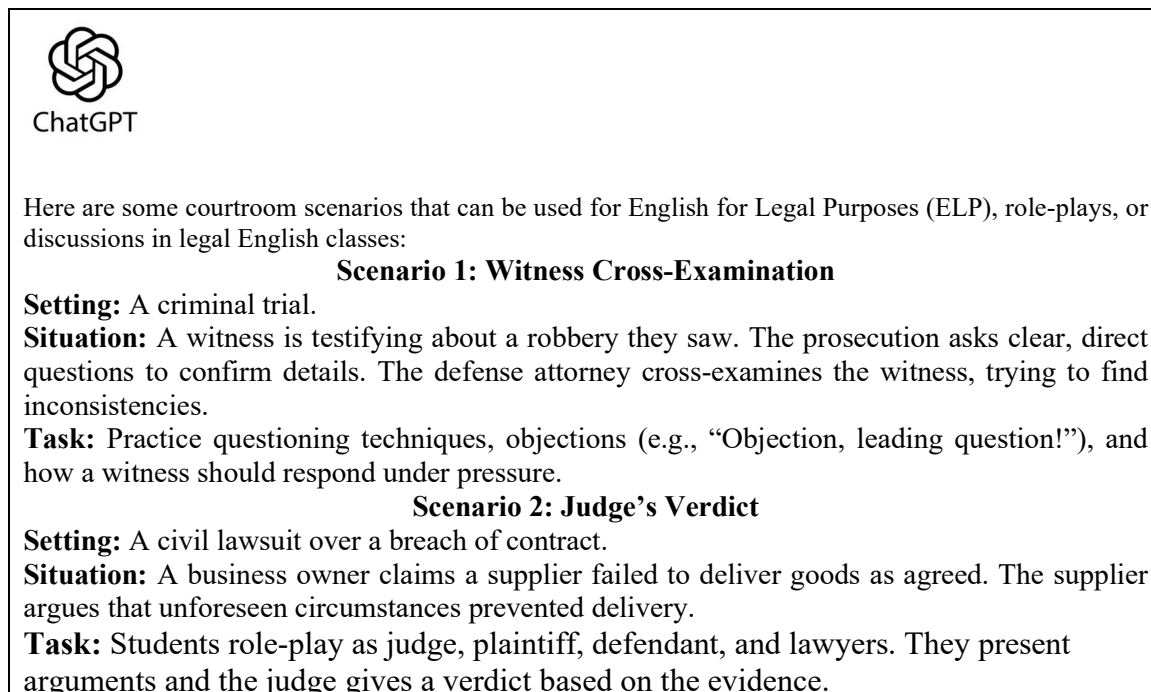 ChatGPT
Here are some courtroom scenarios that can be used for English for Legal Purposes (ELP), role-plays, or
discussions in legal English classes:
Scenario 1: Witness Cross-Examination
Setting: A criminal trial.
Situation: A witness is testifying about a robbery they saw. The prosecution asks clear, direct
questions to confirm details. The defense attorney cross-examines the witness, trying to find
inconsistencies.
Task: Practice questioning techniques, objections (e.g., “Objection, leading question!”), and
how a witness should respond under pressure.
Scenario 2: Judge’s Verdict
Setting: A civil lawsuit over a breach of contract.
Situation: A business owner claims a supplier failed to deliver goods as agreed. The supplier
argues that unforeseen circumstances prevented delivery.
Task: Students role-play as judge, plaintiff, defendant, and lawyers. They present
arguments and the judge gives a verdict based on the evidence.